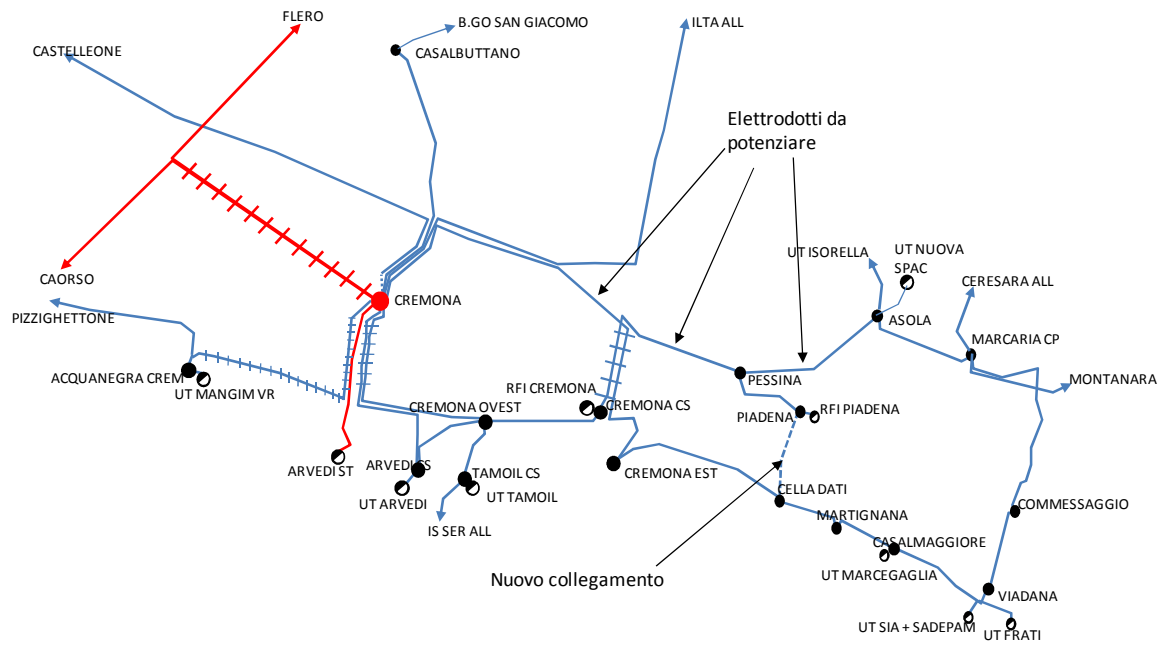 FLERO
B.GO SAN GIACOMO
ILTA ALL
CASTELLEONE
CASALBUTTANO
Elettrodotti da
potenziare
UT ISORELLA
UT NUOVA
SPAC
CAORSO
CREMONA
CERESARA ALL
PIZZIGHETTONE
ASOLA
MARCARIA CP
ACQUANEGRA CREM
UT MANGIM VR
RFI CREMONA
PESSINA
MONTANARA
CREMONA OVEST
CREMONA CS
PIADENA
RFI PIADENA
ARVEDI ST
ARVEDI CS
TAMOIL CS
CREMONA EST
UT ARVEDI
UT TAMOIL
CELLA DATI
COMMESSAGGIO
IS SER ALL
MARTIGNANA
CASALMAGGIORE
UT MARCEGAGLIA
Nuovo collegamento
VIADANA
UT SIA + SADEPAM
UT FRATI